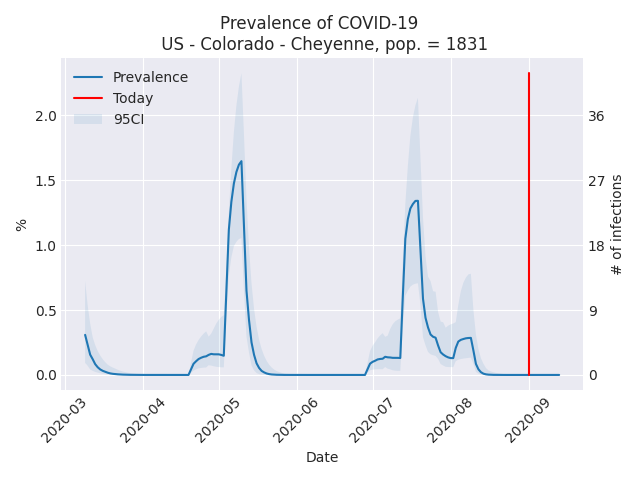 Prevalence of COVID-19
US - Colorado - Cheyenne, pop. = 1831
Prevalence
Today
95CI
2.0
1.5
1.0
0.5
0.0
%
36
27
18
9
0
# of infections
2020-03
2020-04
2020-05
2020-06
2020-07
2020-08
2020-09
Date